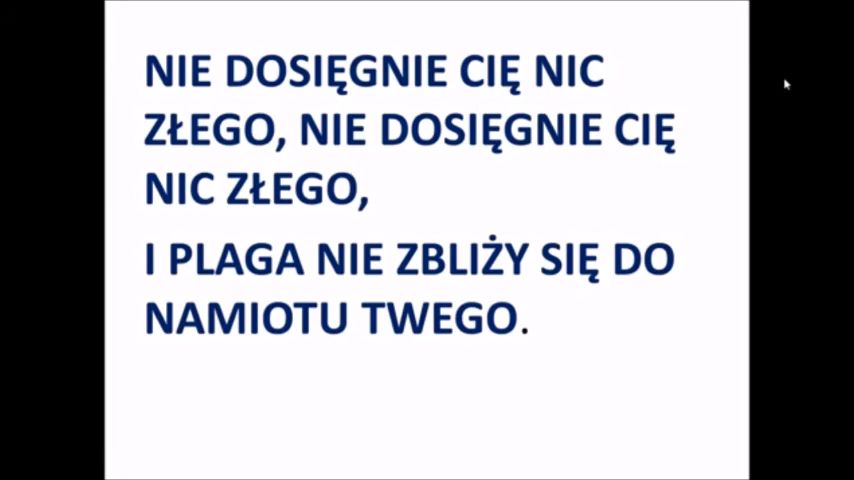 NIE DOSIĘGNIE CIĘ NIC
ZŁEGO, NIE DOSIĘGNIE CIĘ
NIC ZŁEGO,
I PLAGA NIE ZBLIŻY SIĘ DO
NAMIOTU TWEGO.